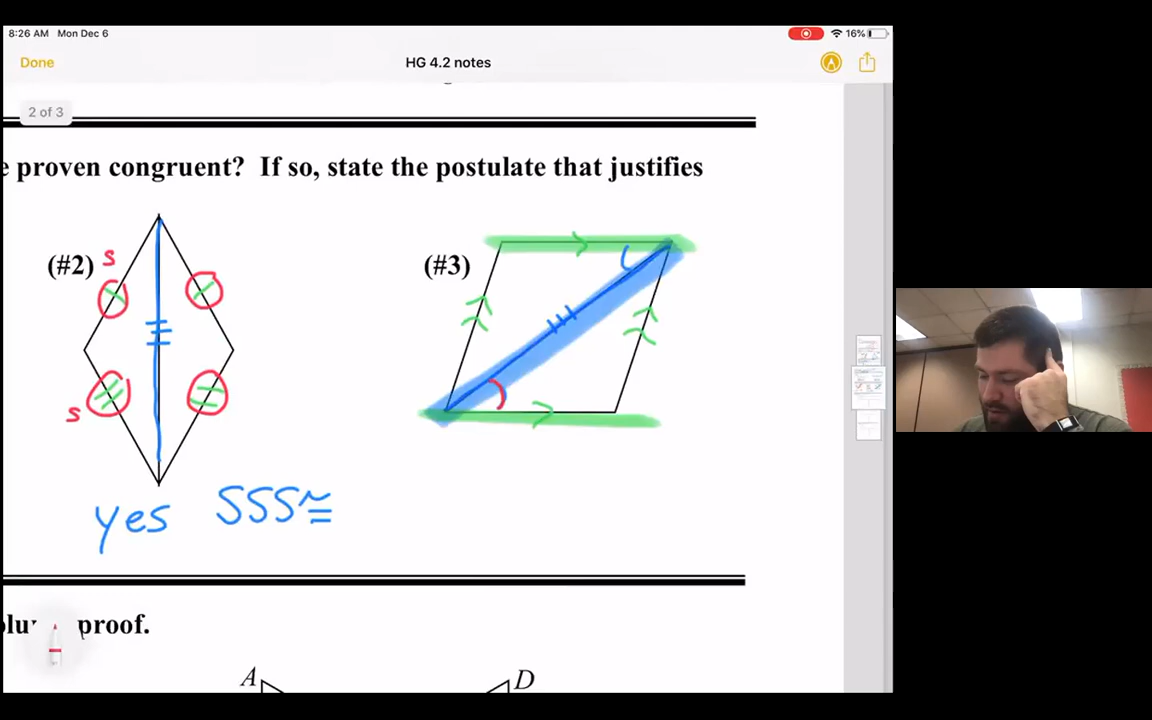 8:26 AM Mon Dec 6
16%
Done
HG 4.2 notes
2 of 3
e proven congruent? If so, state the postulate that justifies
(#2)
S
(#3)
S
yes SSS≅
proof.
A
D